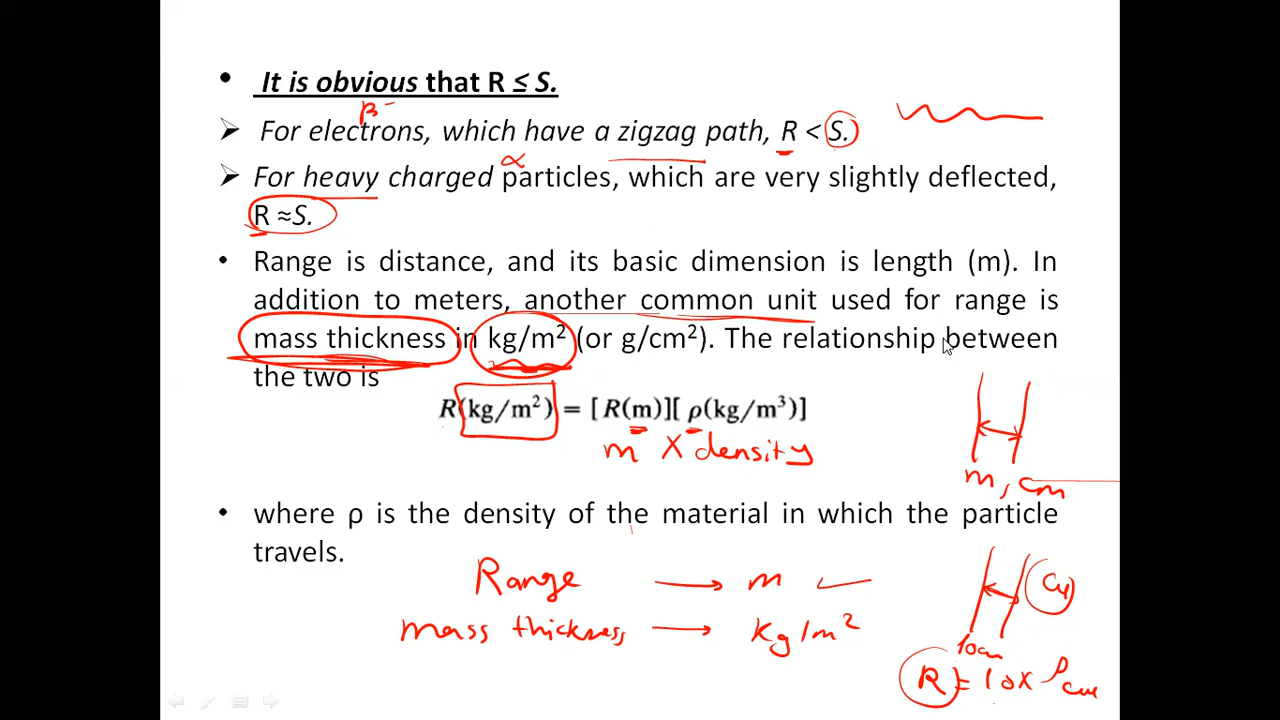 • It is obvious that R ≤ S.
β⁻
➢ For electrons, which have a zigzag path, R < S.
α
➢ For heavy charged particles, which are very slightly deflected,
R ≈S.
• Range is distance, and its basic dimension is length (m). In
addition to meters, another common unit used for range is
mass thickness in kg/m² (or g/cm²). The relationship between
the two is
R(kg/m²) = [R(m)][ρ(kg/m³)]
m X density
m, cm
• where ρ is the density of the material in which the particle
travels.
Range → m
Cu
mass thickness → kg/m²
10cm
R = 10x ρcu